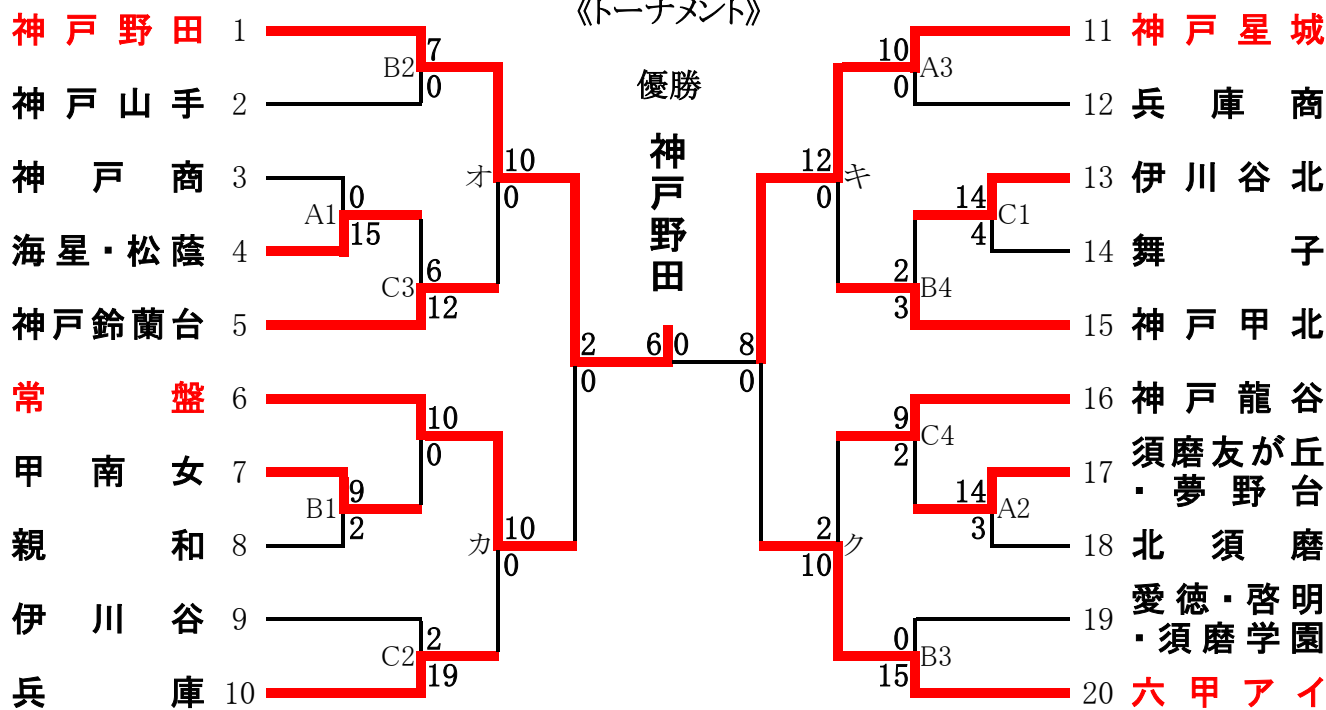 《トーナメント》
優勝
神戸野田
神戸野田 1
神戸山手 2
神戸商 3
海星・松蔭 4
神戸鈴蘭台 5
常盤 6
甲南女 7
親和 8
伊川谷 9
兵庫 10
B2
7
0
A1
0
15
C3
6
12
オ
10
0
10
0
B1
9
2
カ
10
0
C2
2
19
2
0
6 0
8
0
キ
12
0
A3
10
0
C1
14
4
B4
2
3
C4
9
2
A2
14
3
ク
2
10
B3
0
15
11 神戸星城
12 兵庫商
13 伊川谷北
14 舞子
15 神戸甲北
16 神戸龍谷
17 須磨友が丘
・夢野台
18 北須磨
19 愛徳・啓明
・須磨学園
20 六甲アイ